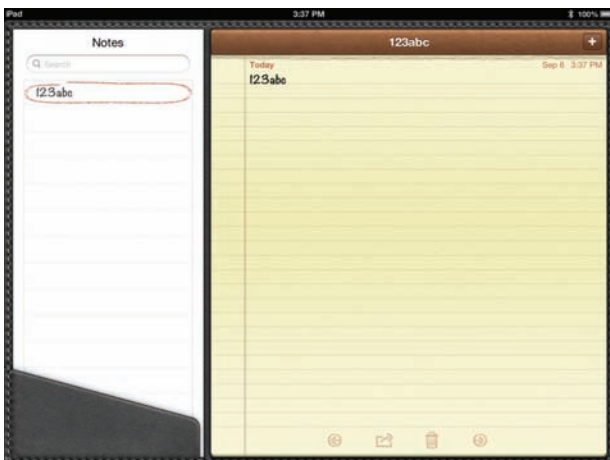 iPad 3:37 PM 100%
Notes
Search
123abc
123abc
Today Sep 6 3:37 PM
123abc